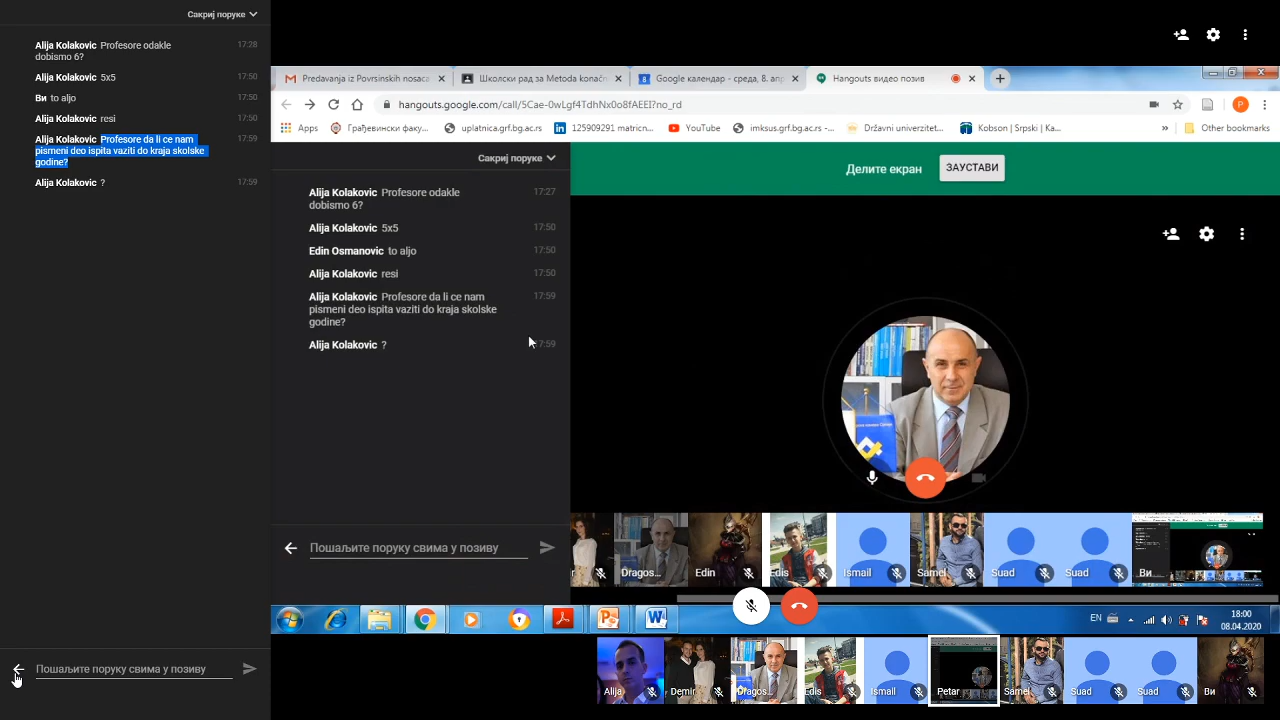 Сакриј поруке
Alija Kolakovic Profesore odakle 17:28
dobismo 6?
Alija Kolakovic 5x5 17:50
Ви to aljo 17:50
Alija Kolakovic resi 17:50
Alija Kolakovic Profesore da li ce nam 17:59
pismeni deo ispita vaziti do kraja skolske
godine?
Alija Kolakovic ? 17:59
Пошаљите поруку свима у позиву
Predavanja iz Povrsinskih nosaca
Школски рад за Metoda konačn
8 Google календар - среда, 8. апр
Hangouts видео позив
hangouts.google.com/call/5Cae-0wLgf4TdhNx0o8fAEEI?no_rd
P
Apps
Грађевински факу...
uplatnica.grf.bg.ac.rs
in 125909291 matricn...
YouTube
imksus.grf.bg.ac.rs -...
Državni univerzitet...
Kobson | Srpski | Ka...
»
Other bookmarks
Сакриј поруке
Делите екран
ЗАУСТАВИ
Alija Kolakovic Profesore odakle 17:27
dobismo 6?
Alija Kolakovic 5x5 17:50
Edin Osmanovic to aljo 17:50
Alija Kolakovic resi 17:50
Alija Kolakovic Profesore da li ce nam 17:59
pismeni deo ispita vaziti do kraja skolske
godine?
Alija Kolakovic ? 17:59
Пошаљите поруку свима у позиву
r
Dragos...
Edin
Edis
Ismail
Samel
Suad
Suad
Ви
EN
18:00
08.04.2020
Alija
Demir
Dragos...
Edis
Ismail
Petar
Samel
Suad
Suad
Ви